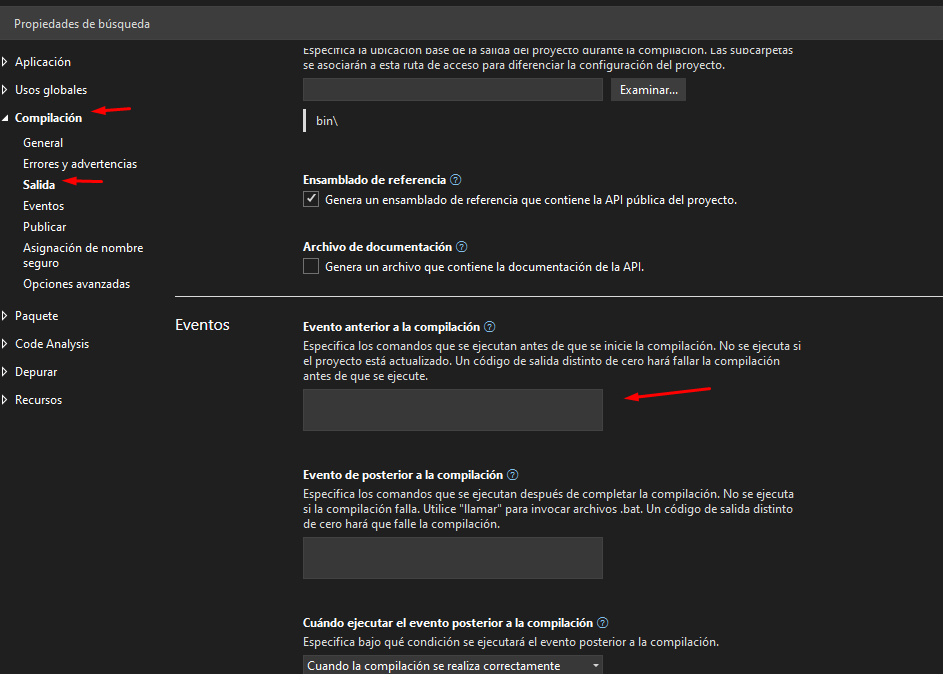 Propiedades de búsqueda
Aplicación
Usos globales
Compilación
General
Errores y advertencias
Salida
Eventos
Publicar
Asignación de nombre
seguro
Opciones avanzadas
Paquete
Code Analysis
Depurar
Recursos
Especifica la ubicación base de la salida del proyecto durante la compilación. Las subcarpetas
se asociarán a esta ruta de acceso para diferenciar la configuración del proyecto.
Examinar...
bin\
Ensamblado de referencia ?
Genera un ensamblado de referencia que contiene la API pública del proyecto.
Archivo de documentación ?
Genera un archivo que contiene la documentación de la API.
Eventos
Evento anterior a la compilación ?
Especifica los comandos que se ejecutan antes de que se inicie la compilación. No se ejecuta si
el proyecto está actualizado. Un código de salida distinto de cero hará fallar la compilación
antes de que se ejecute.
Evento de posterior a la compilación ?
Especifica los comandos que se ejecutan después de completar la compilación. No se ejecuta
si la compilación falla. Utilice "llamar" para invocar archivos .bat. Un código de salida distinto
de cero hará que falle la compilación.
Cuándo ejecutar el evento posterior a la compilación ?
Especifica bajo qué condición se ejecutará el evento posterior a la compilación.
Cuando la compilación se realiza correctamente